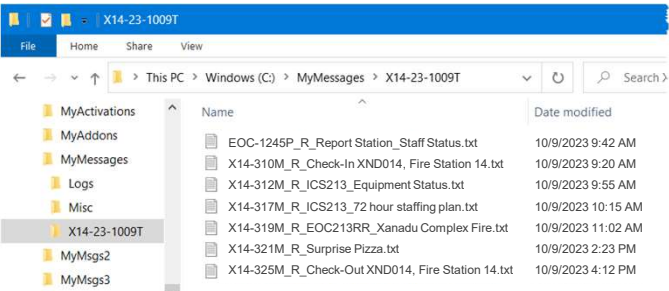 X14-23-1009T
File Home Share View
This PC > Windows (C:) > MyMessages > X14-23-1009T Search
MyActivations
MyAddons
MyMessages
Logs
Misc
X14-23-1009T
MyMsgs2
MyMsgs3
Name Date modified
EOC-1245P_R_Report Station_Staff Status.txt 10/9/2023 9:42 AM
X14-310M_R_Check-In XND014, Fire Station 14.txt 10/9/2023 9:20 AM
X14-312M_R_ICS213_Equipment Status.txt 10/9/2023 9:55 AM
X14-317M_R_ICS213_72 hour staffing plan.txt 10/9/2023 10:15 AM
X14-319M_R_EOC213RR_Xanadu Complex Fire.txt 10/9/2023 11:02 AM
X14-321M_R_Surprise Pizza.txt 10/9/2023 2:23 PM
X14-325M_R_Check-Out XND014, Fire Station 14.txt 10/9/2023 4:12 PM